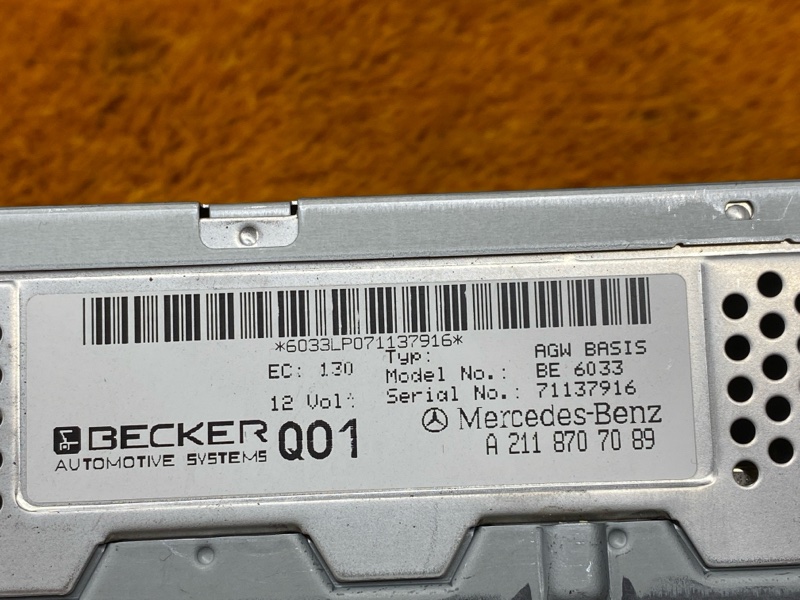 *6033LP071137916*
Typ: AGW BASIS
EC: 130 Model No.: BE 6033
12 Volt Serial No.: 71137916
BECKER Q01 Mercedes-Benz
AUTOMOTIVE SYSTEMS A 211 870 70 89